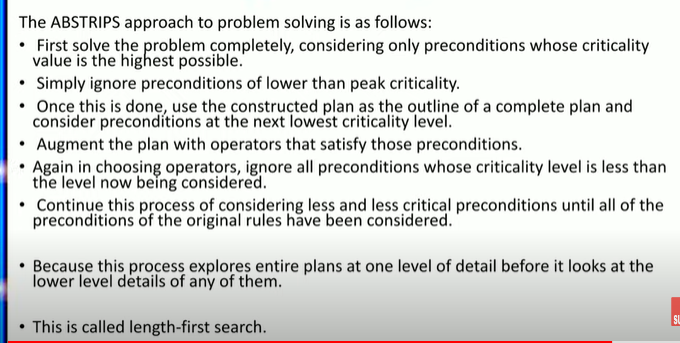 The ABSTRIPS approach to problem solving is as follows:
• First solve the problem completely, considering only preconditions whose criticality
value is the highest possible.
• Simply ignore preconditions of lower than peak criticality.
• Once this is done, use the constructed plan as the outline of a complete plan and
consider preconditions at the next lowest criticality level.
• Augment the plan with operators that satisfy those preconditions.
• Again in choosing operators, ignore all preconditions whose criticality level is less than
the level now being considered.
• Continue this process of considering less and less critical preconditions until all of the
preconditions of the original rules have been considered.
• Because this process explores entire plans at one level of detail before it looks at the
lower level details of any of them.
• This is called length-first search.